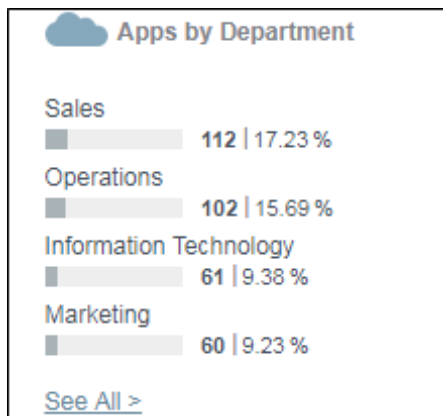 Apps by Department
Sales
112 | 17.23 %
Operations
102 | 15.69 %
Information Technology
61 | 9.38 %
Marketing
60 | 9.23 %
See All >